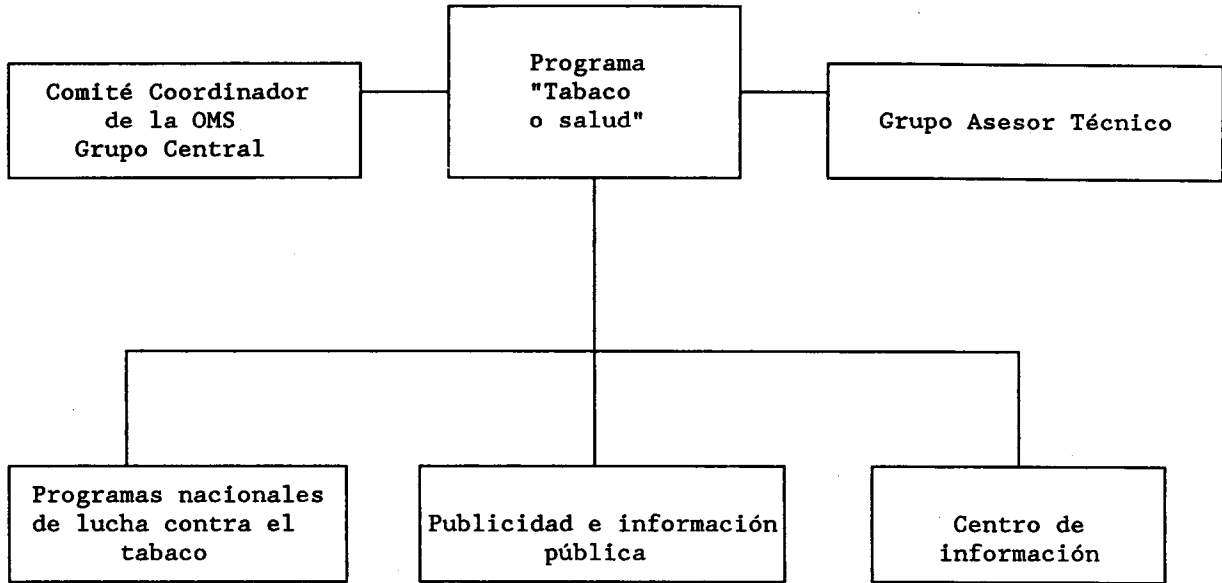 Comité Coordinador
de la OMS
Grupo Central
Programa
"Tabaco
o salud"
Grupo Asesor Técnico
Programas nacionales
de lucha contra el
tabaco
Publicidad e información
pública
Centro de
información